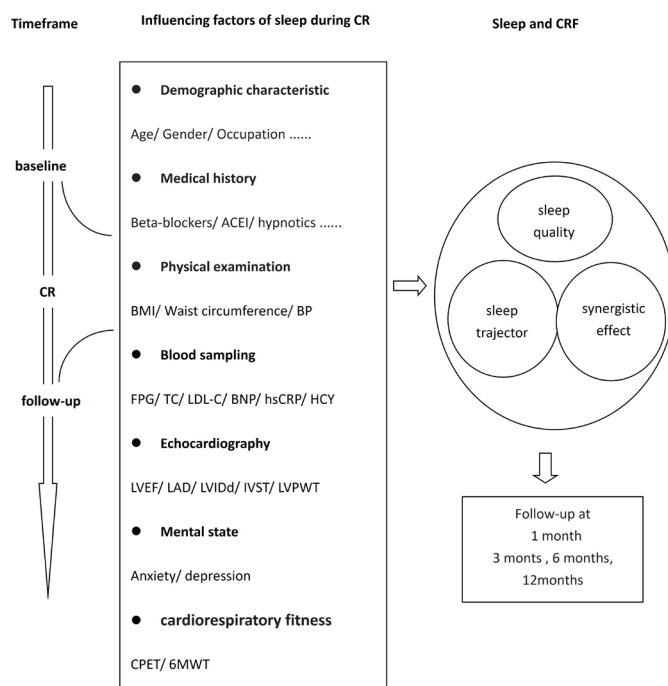 Timeframe
Influencing factors of sleep during CR
Sleep and CRF
baseline
CR
follow-up
● Demographic characteristic
Age/ Gender/ Occupation ......
● Medical history
Beta-blockers/ ACEI/ hypnotics ......
● Physical examination
BMI/ Waist circumference/ BP
● Blood sampling
FPG/ TC/ LDL-C/ BNP/ hsCRP/ HCY
● Echocardiography
LVEF/ LAD/ LVIDd/ IVST/ LVPWT
● Mental state
Anxiety/ depression
● cardiorespiratory fitness
CPET/ 6MWT
sleep
quality
sleep
trajector
synergistic
effect
Follow-up at
1 month
3 monts , 6 months,
12months